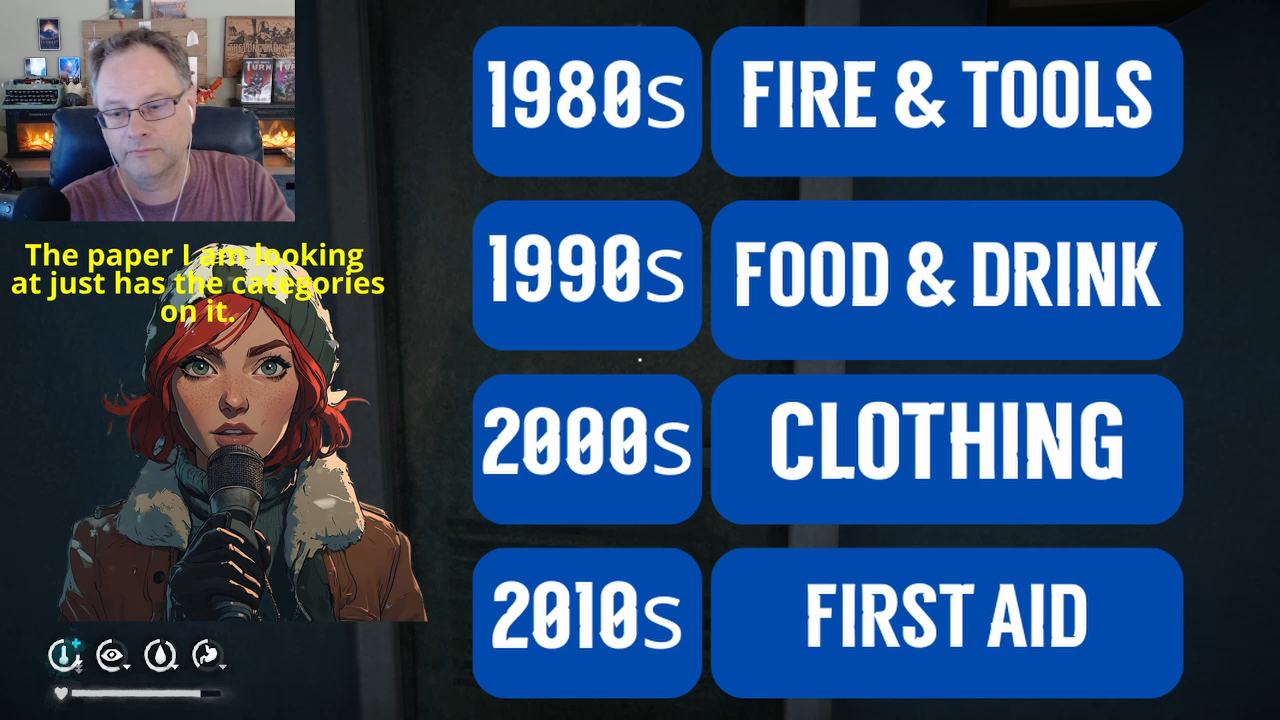 1980s FIRE & TOOLS
1990s FOOD & DRINK
2000s CLOTHING
2010s FIRST AID
The paper I am looking
at just has the categories
on it.
TURN